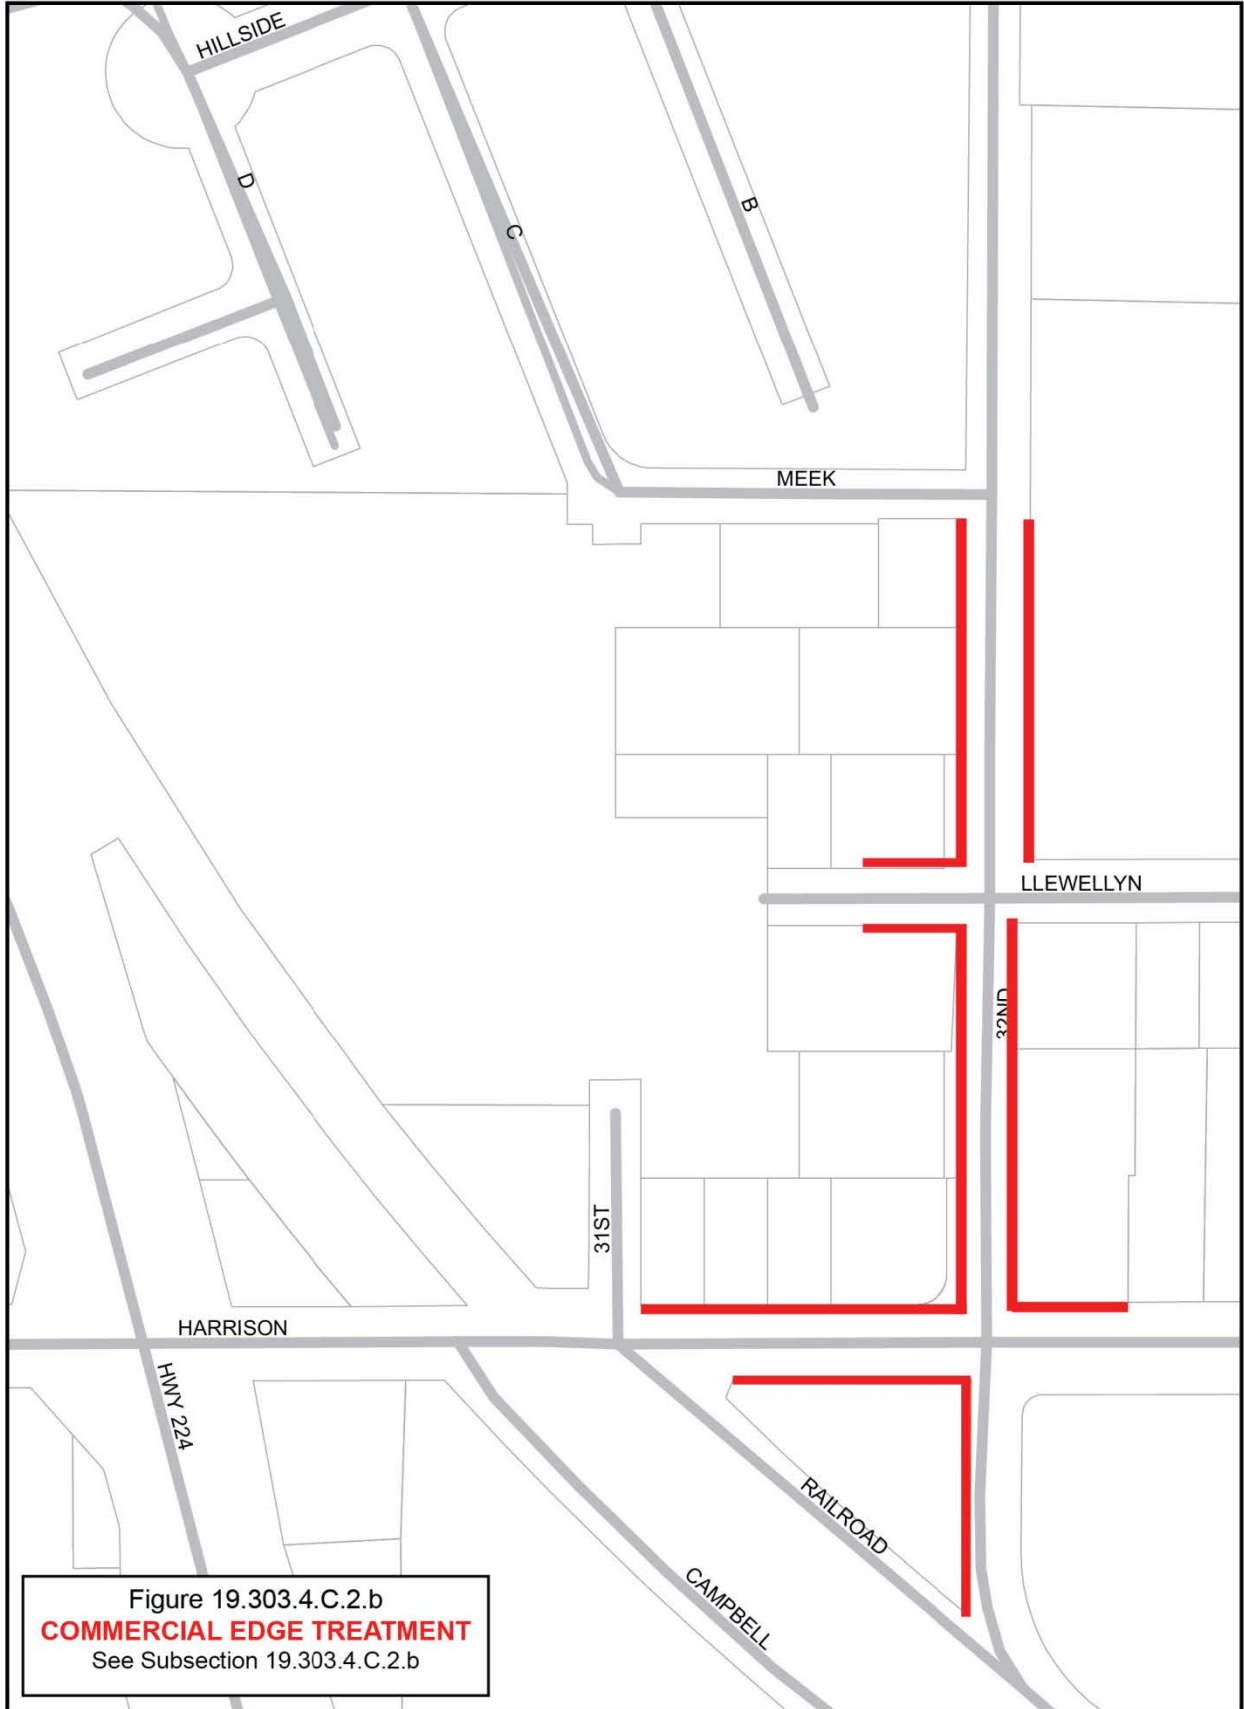 HILLSIDE
D
C
B
MEEK
LLEWELLYN
32ND
31ST
HARRISON
HWY 224
RAILROAD
CAMPBELL
Figure 19.303.4.C.2.b
COMMERCIAL EDGE TREATMENT
See Subsection 19.303.4.C.2.b